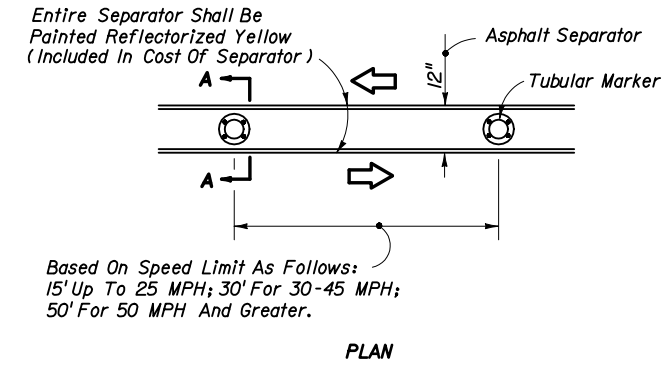 Entire Separator Shall Be
Painted Reflectorized Yellow
(Included In Cost Of Separator)
Asphalt Separator
12"
Tubular Marker
A
A
Based On Speed Limit As Follows:
15' Up To 25 MPH; 30' For 30-45 MPH;
50' For 50 MPH And Greater.
PLAN